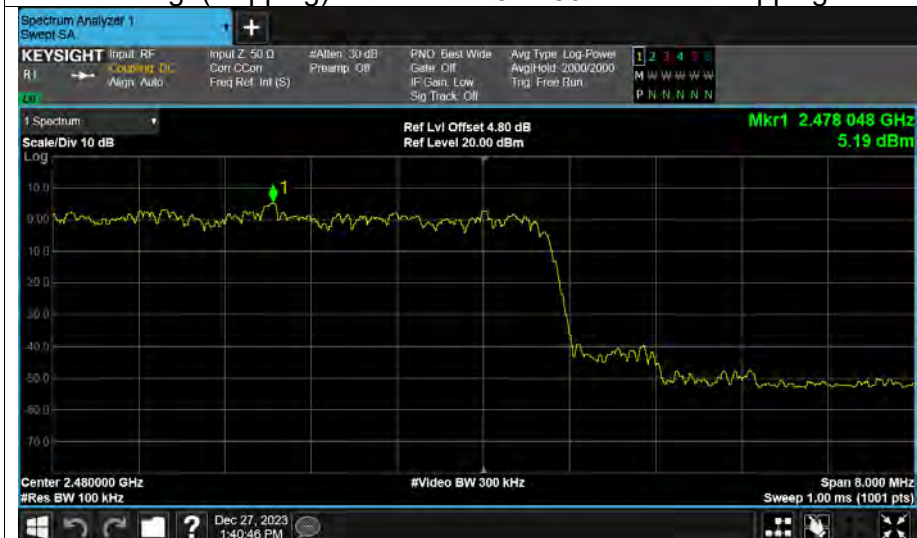 Spectrum Analyzer 1
Swept SA
+
KEYSIGHT Input: RF
Coupling: DC
Align: Auto
Input Z: 50 Ω
Corr CCorr
Freq Ref: Int (S)
#Atten: 30 dB
Preamp: Off
PNO: Best Wide
Gate: Off
IF Gain: Low
Sig Track: Off
Avg Type: Log-Power
Avg|Hold: 2000/2000
Trig: Free Run
1 2 3 4 5 6
M W W W W W
P N N N N N
1 Spectrum
Scale/Div 10 dB
Log
Ref Lvl Offset 4.80 dB
Ref Level 20.00 dBm
Mkr1 2.478 048 GHz
5.19 dBm
1
10.0
0.00
-10.0
-20.0
-30.0
-40.0
-50.0
-60.0
-70.0
Center 2.480000 GHz
#Res BW 100 kHz
#Video BW 300 kHz
Span 8.000 MHz
Sweep 1.00 ms (1001 pts)
?
Dec 27, 2023
1:40:46 PM